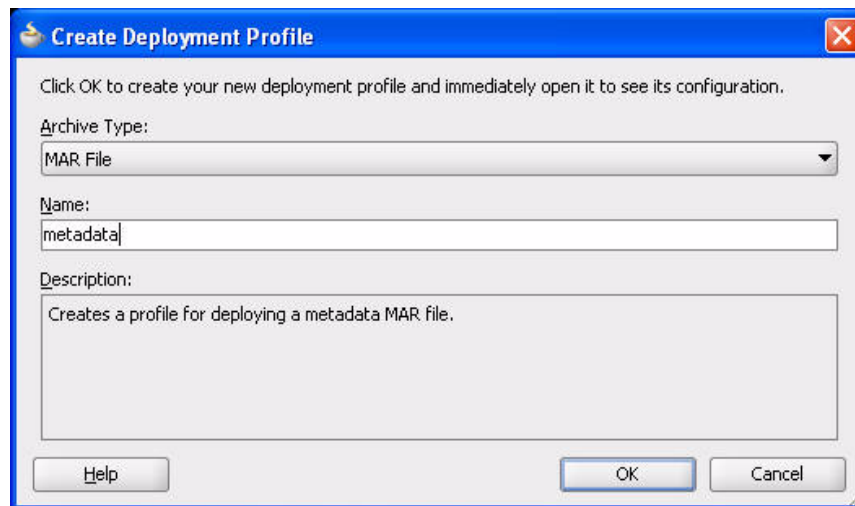 Create Deployment Profile
Click OK to create your new deployment profile and immediately open it to see its configuration.
Archive Type:
MAR File
Name:
metadata
Description:
Creates a profile for deploying a metadata MAR file.
Help OK Cancel